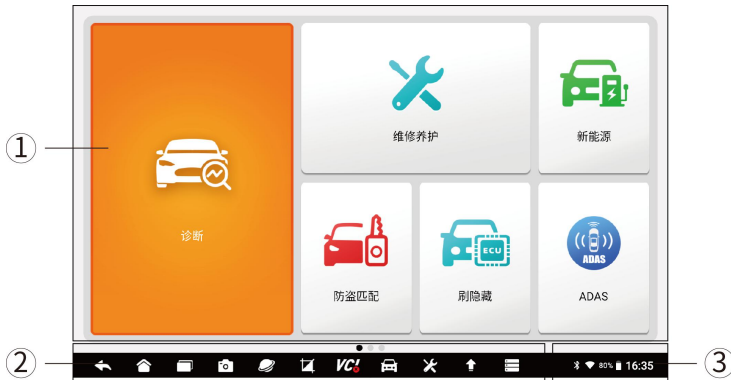 ①
诊断
维修养护
新能源
防盗匹配
ECU
刷隐藏
ADAS
ADAS
②
VCI
80%
16:35
③